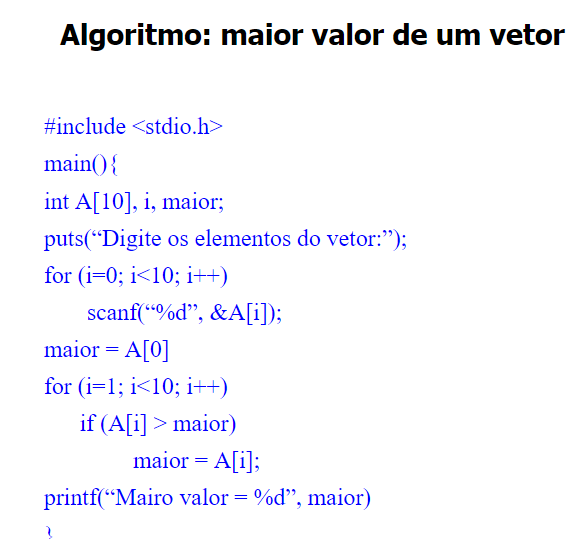 Algoritmo: maior valor de um vetor
#include <stdio.h>
main(){
int A[10], i, maior;
puts(“Digite os elementos do vetor:”);
for (i=0; i<10; i++)
scanf(“%d”, &A[i]);
maior = A[0]
for (i=1; i<10; i++)
if (A[i] > maior)
maior = A[i];
printf(“Mairo valor = %d”, maior)
}